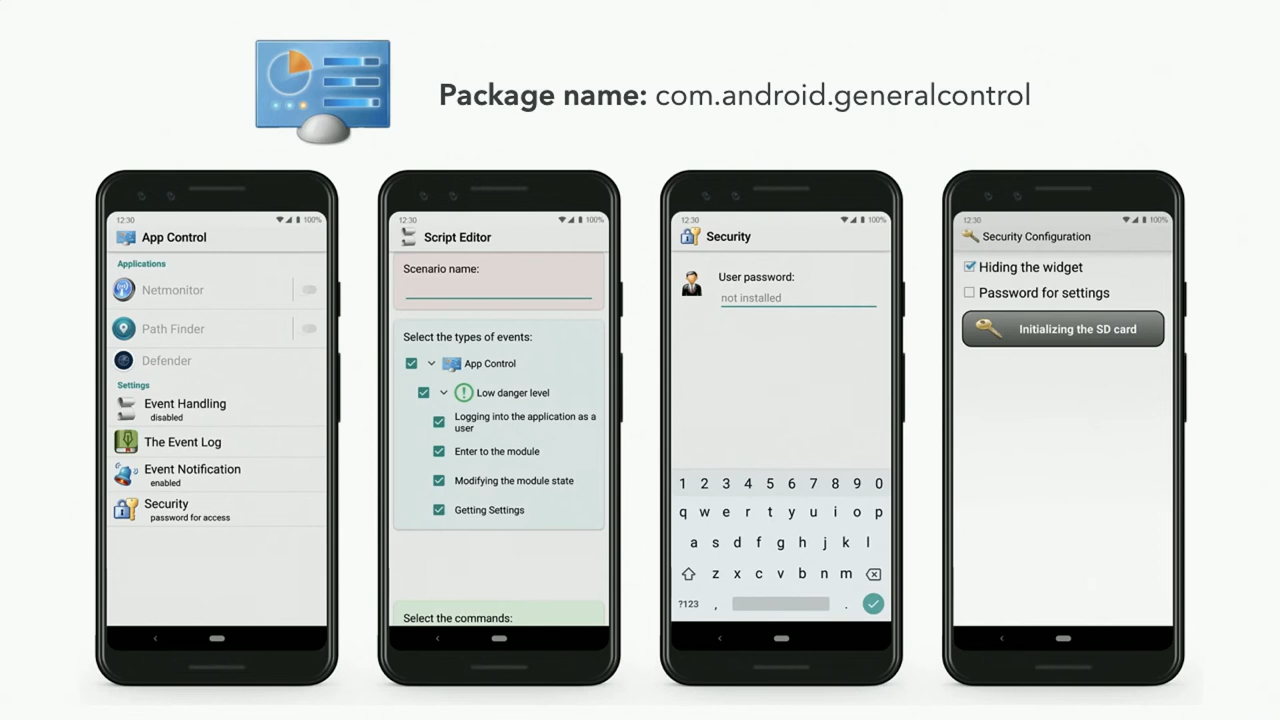 Package name: com.android.generalcontrol
12:30
100%
App Control
Applications
Netmonitor
Path Finder
Defender
Settings
Event Handling
disabled
The Event Log
Event Notification
enabled
Security
password for access
12:30
100%
Script Editor
Scenario name:
Select the types of events:
App Control
Low danger level
Logging into the application as a
user
Enter to the module
Modifying the module state
Getting Settings
Select the commands:
12:30
100%
Security
User password:
not installed
1 2 3 4 5 6 7 8 9 0
q w e r t y u i o p
a s d f g h j k l
z x c v b n m
?123 , .
12:30
100%
Security Configuration
Hiding the widget
Password for settings
Initializing the SD card